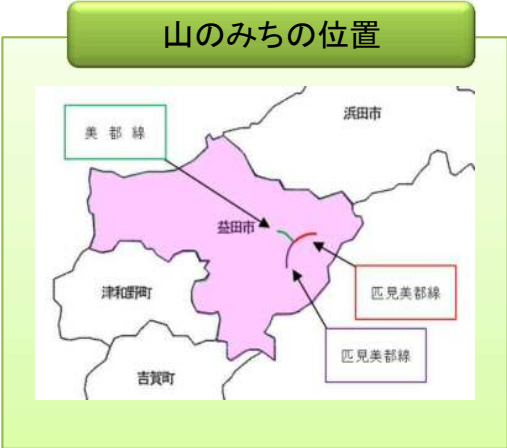 山のみちの位置
浜田市
美都線
益田市
津和野町
匹見美都線
匹見美都線
吉賀町